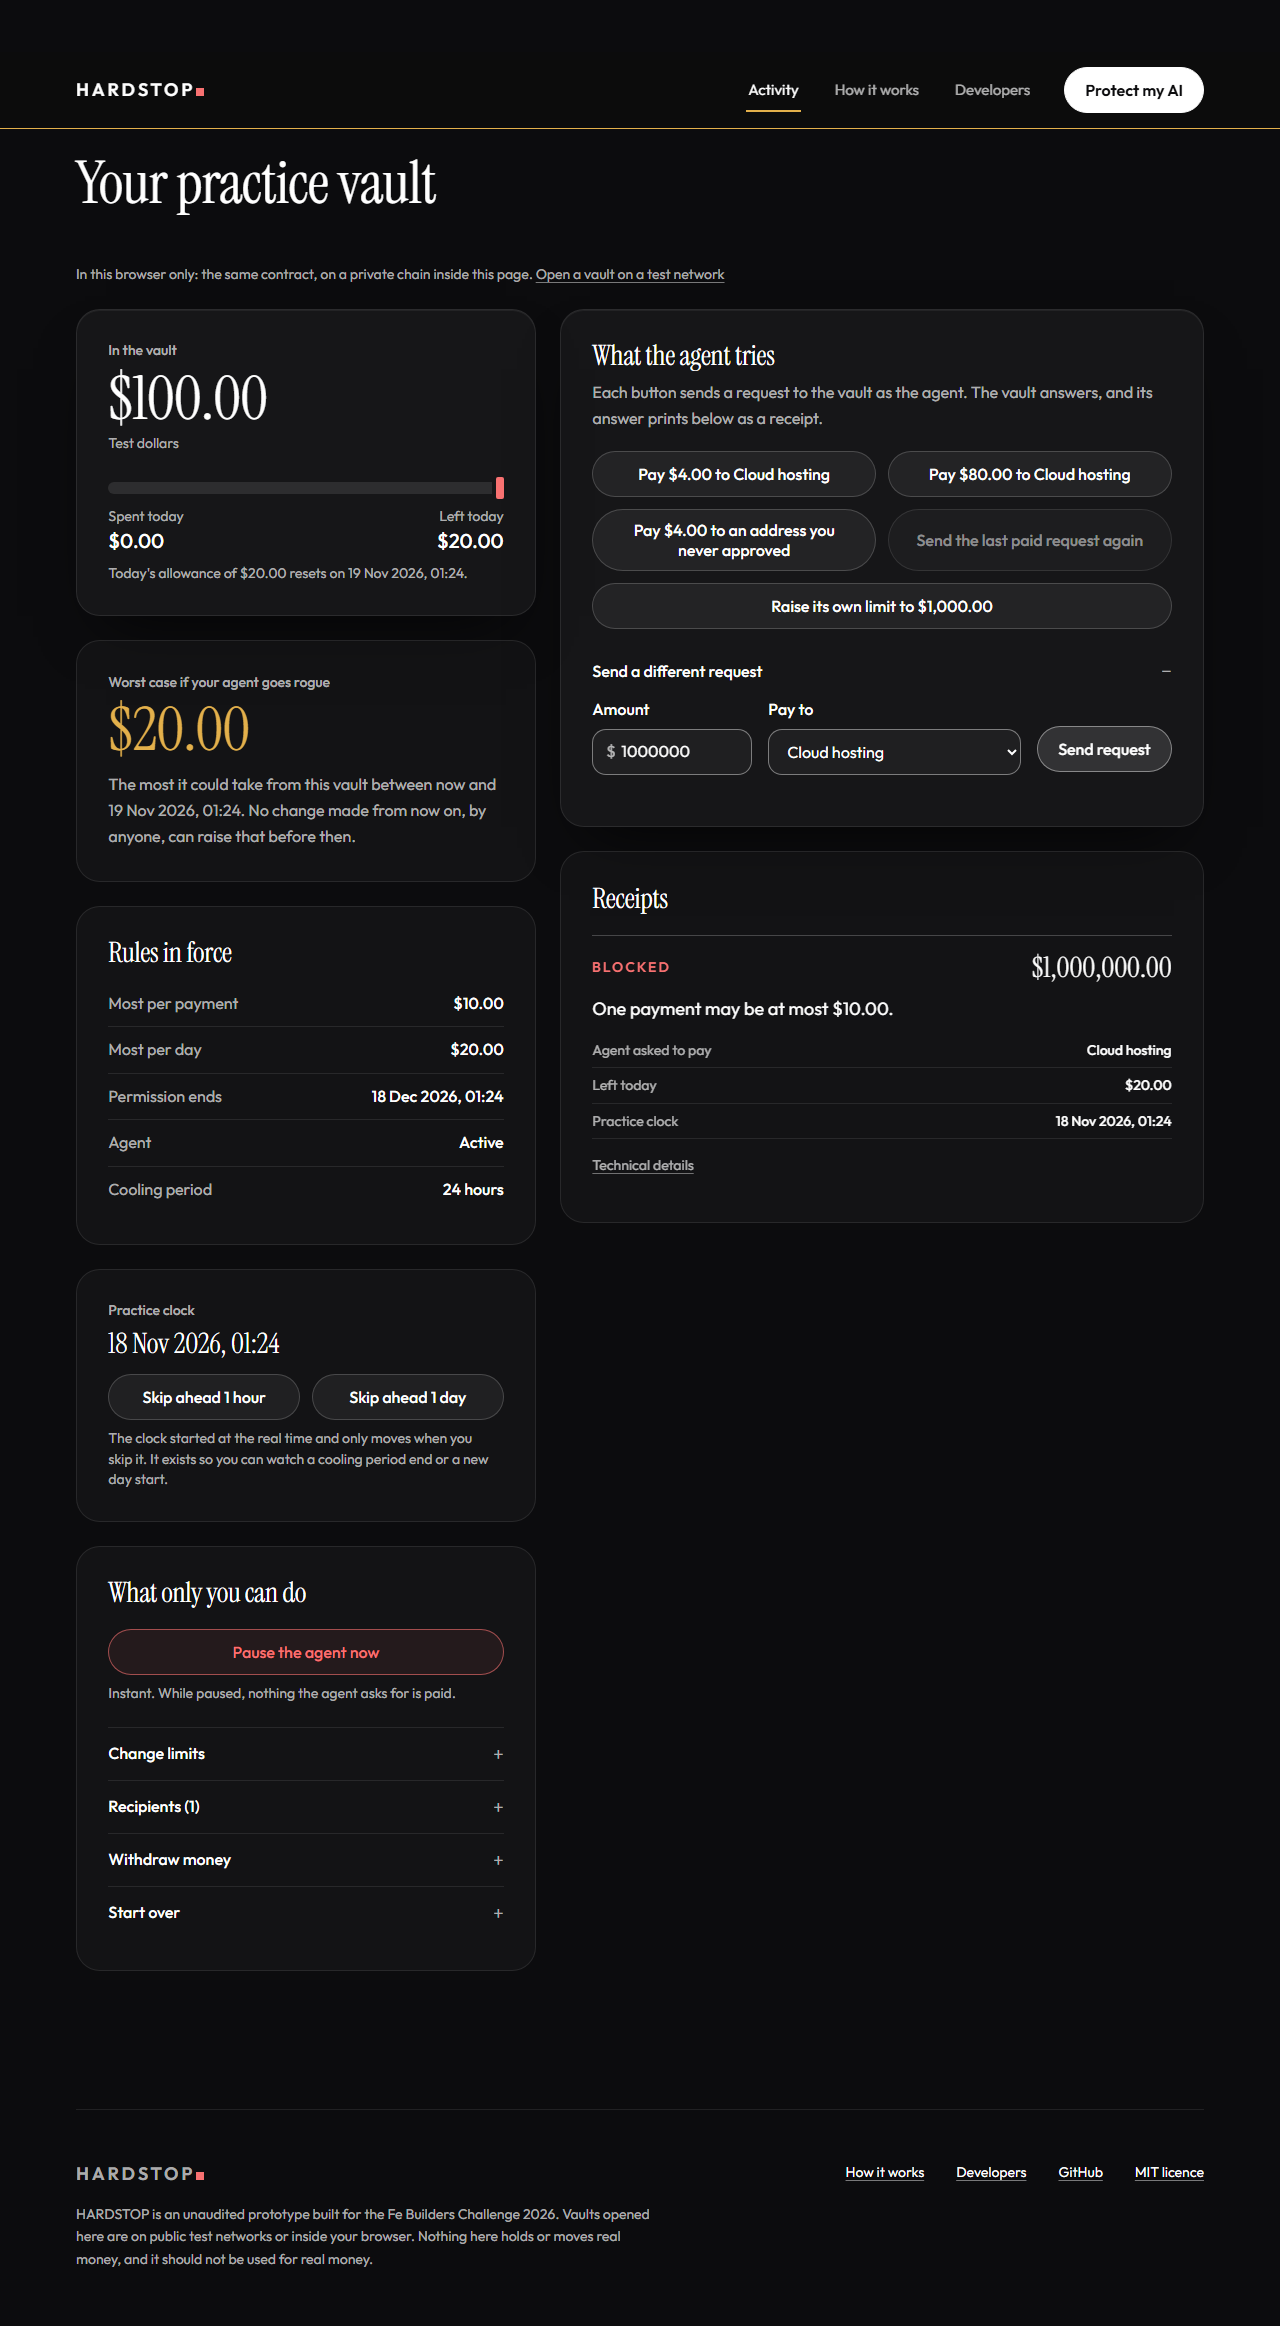 HARDSTOP
Activity
How it works
Developers
Protect my AI
Your practice vault
In this browser only: the same contract, on a private chain inside this page. Open a vault on a test network
In the vault
$100.00
Test dollars
Spent today
Left today
$0.00
$20.00
Today's allowance of $20.00 resets on 19 Nov 2026, 01:24.
Worst case if your agent goes rogue
$20.00
The most it could take from this vault between now and
19 Nov 2026, 01:24. No change made from now on, by
anyone, can raise that before then.
Rules in force
Most per payment $10.00
Most per day $20.00
Permission ends 18 Dec 2026, 01:24
Agent Active
Cooling period 24 hours
Practice clock
18 Nov 2026, 01:24
Skip ahead 1 hour
Skip ahead 1 day
The clock started at the real time and only moves when you
skip it. It exists so you can watch a cooling period end or a new
day start.
What only you can do
Pause the agent now
Instant. While paused, nothing the agent asks for is paid.
Change limits +
Recipients (1) +
Withdraw money +
Start over +
What the agent tries
Each button sends a request to the vault as the agent. The vault answers, and its
answer prints below as a receipt.
Pay $4.00 to Cloud hosting
Pay $80.00 to Cloud hosting
Pay $4.00 to an address you
never approved
Send the last paid request again
Raise its own limit to $1,000.00
Send a different request −
Amount
Pay to
$ 1000000
Cloud hosting
Send request
Receipts
BLOCKED $1,000,000.00
One payment may be at most $10.00.
Agent asked to pay Cloud hosting
Left today $20.00
Practice clock 18 Nov 2026, 01:24
Technical details
HARDSTOP
How it works
Developers
GitHub
MIT licence
HARDSTOP is an unaudited prototype built for the Fe Builders Challenge 2026. Vaults opened
here are on public test networks or inside your browser. Nothing here holds or moves real
money, and it should not be used for real money.